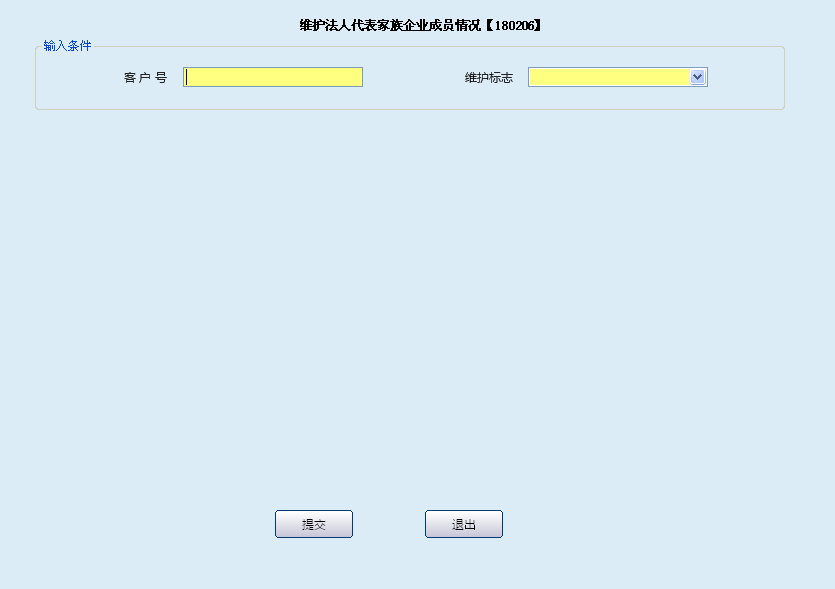 维护法人代表家族企业成员情况【180206】
输入条件
客 户 号
维护标志
提交
退出